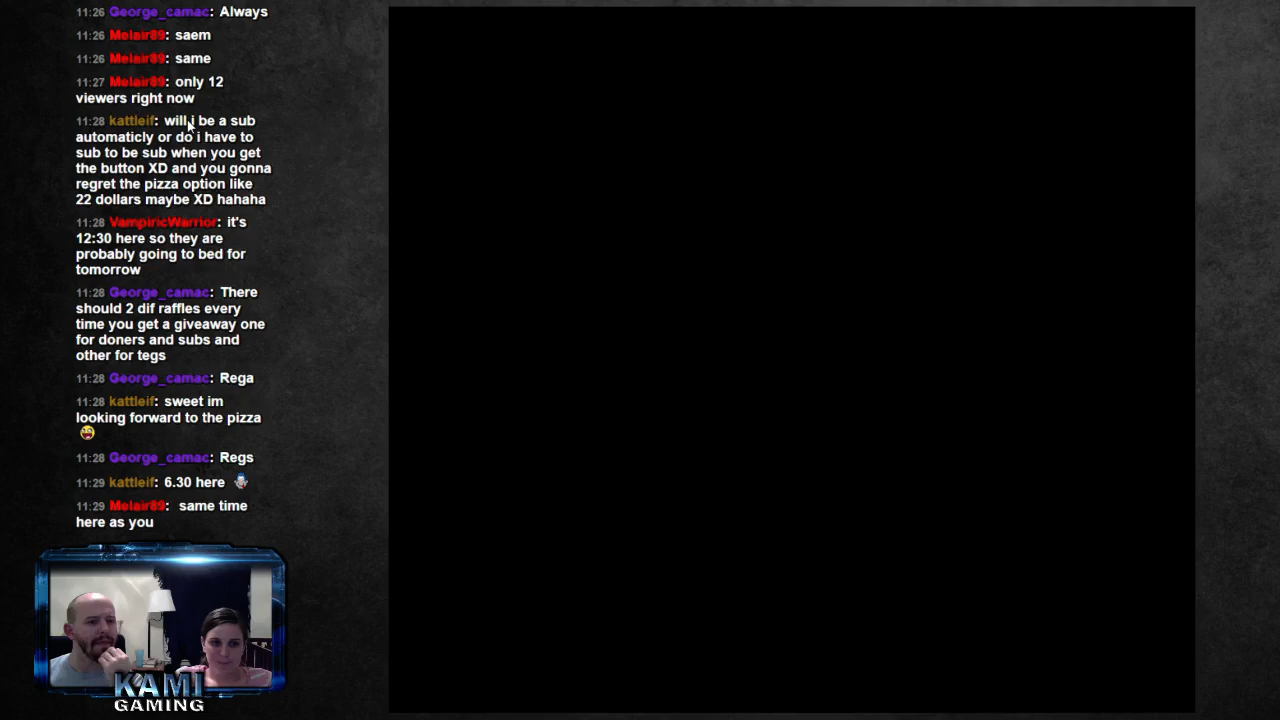 11:26 George_camac: Always
11:26 Melair89: saem
11:26 Melair89: same
11:27 Melair89: only 12
viewers right now
11:28 kattleif: will i be a sub
automaticly or do i have to
sub to be sub when you get
the button XD and you gonna
regret the pizza option like
22 dollars maybe XD hahaha
11:28 VampiricWarrior: it's
12:30 here so they are
probably going to bed for
tomorrow
11:28 George_camac: There
should 2 dif raffles every
time you get a giveaway one
for doners and subs and
other for tegs
11:28 George_camac: Rega
11:28 kattleif: sweet im
looking forward to the pizza
11:28 George_camac: Regs
11:29 kattleif: 6.30 here
11:29 Melair89: same time
here as you
KAMI
GAMING